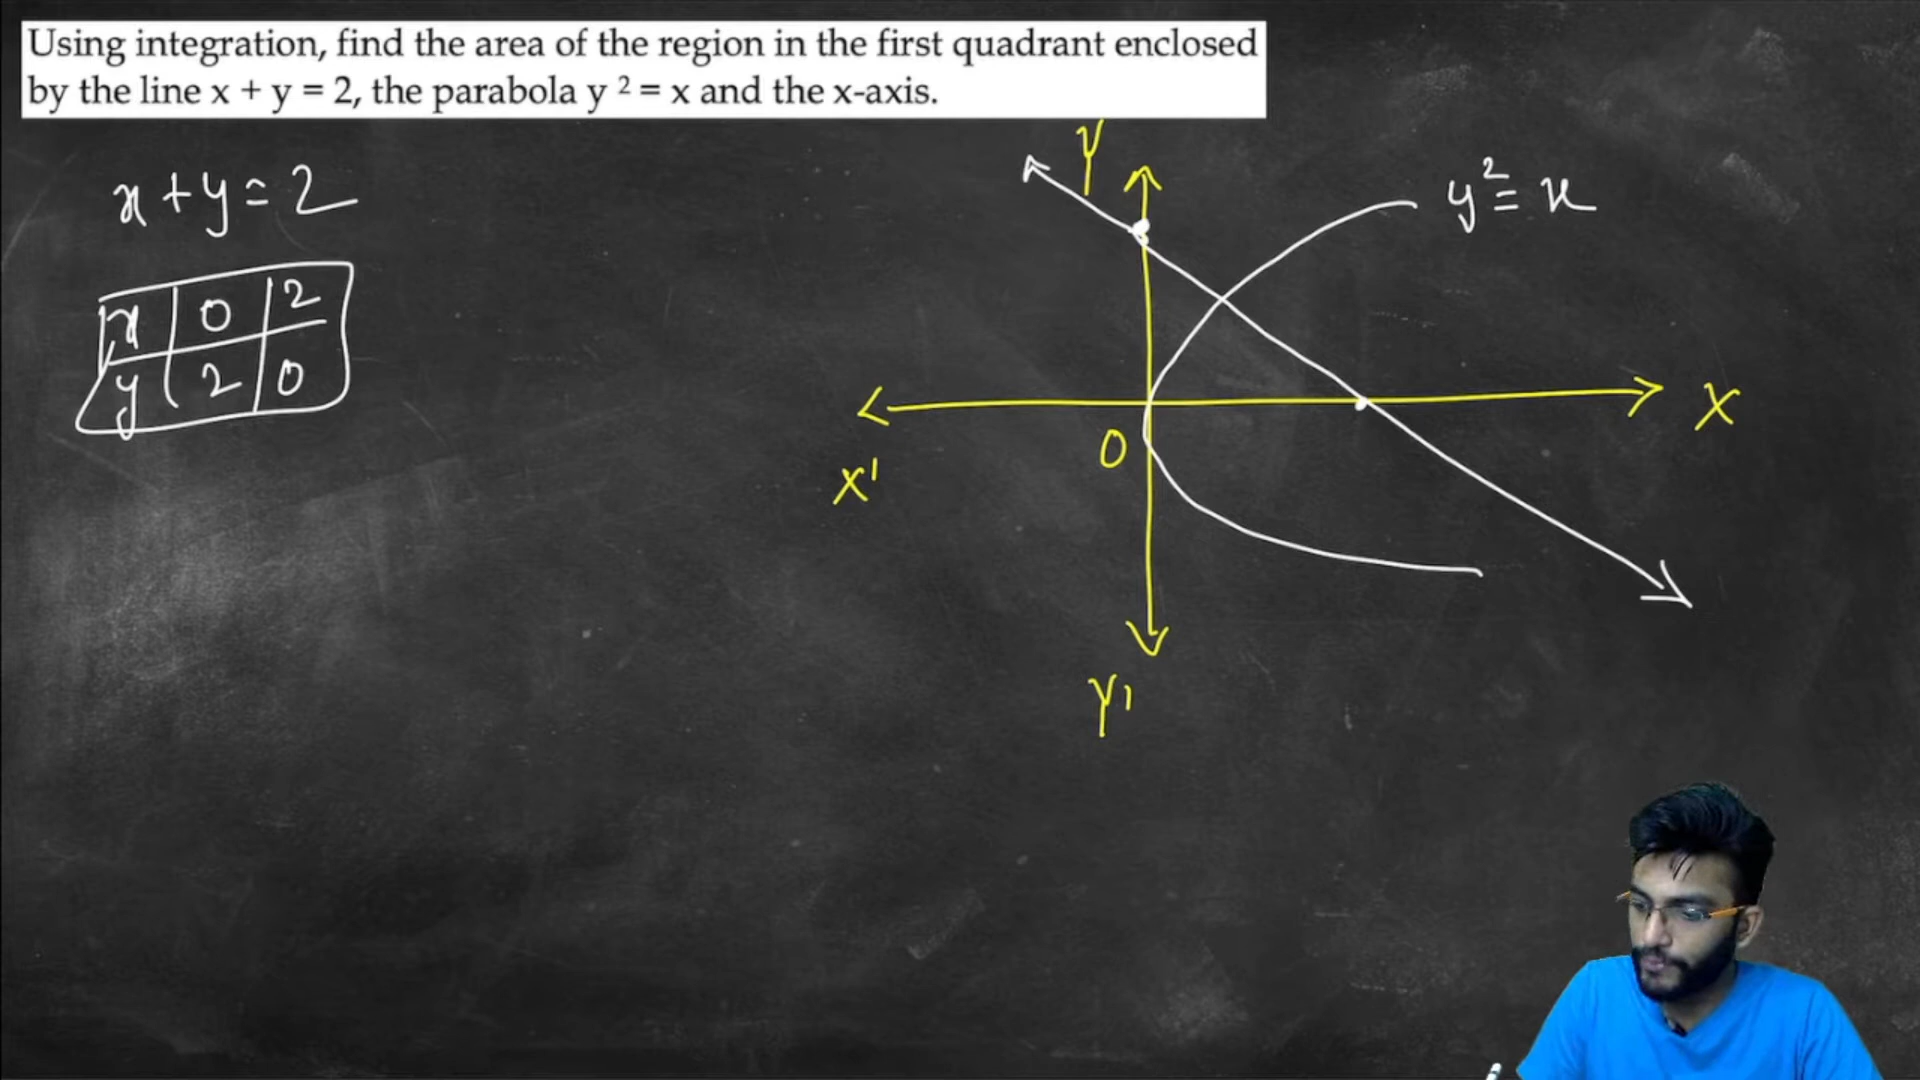 Using integration, find the area of the region in the first quadrant enclosed
by the line x + y = 2, the parabola y ² = x and the x-axis.
x + y = 2
x 0 2
y 2 0
Y
y² = x
X
O
X'
Y'